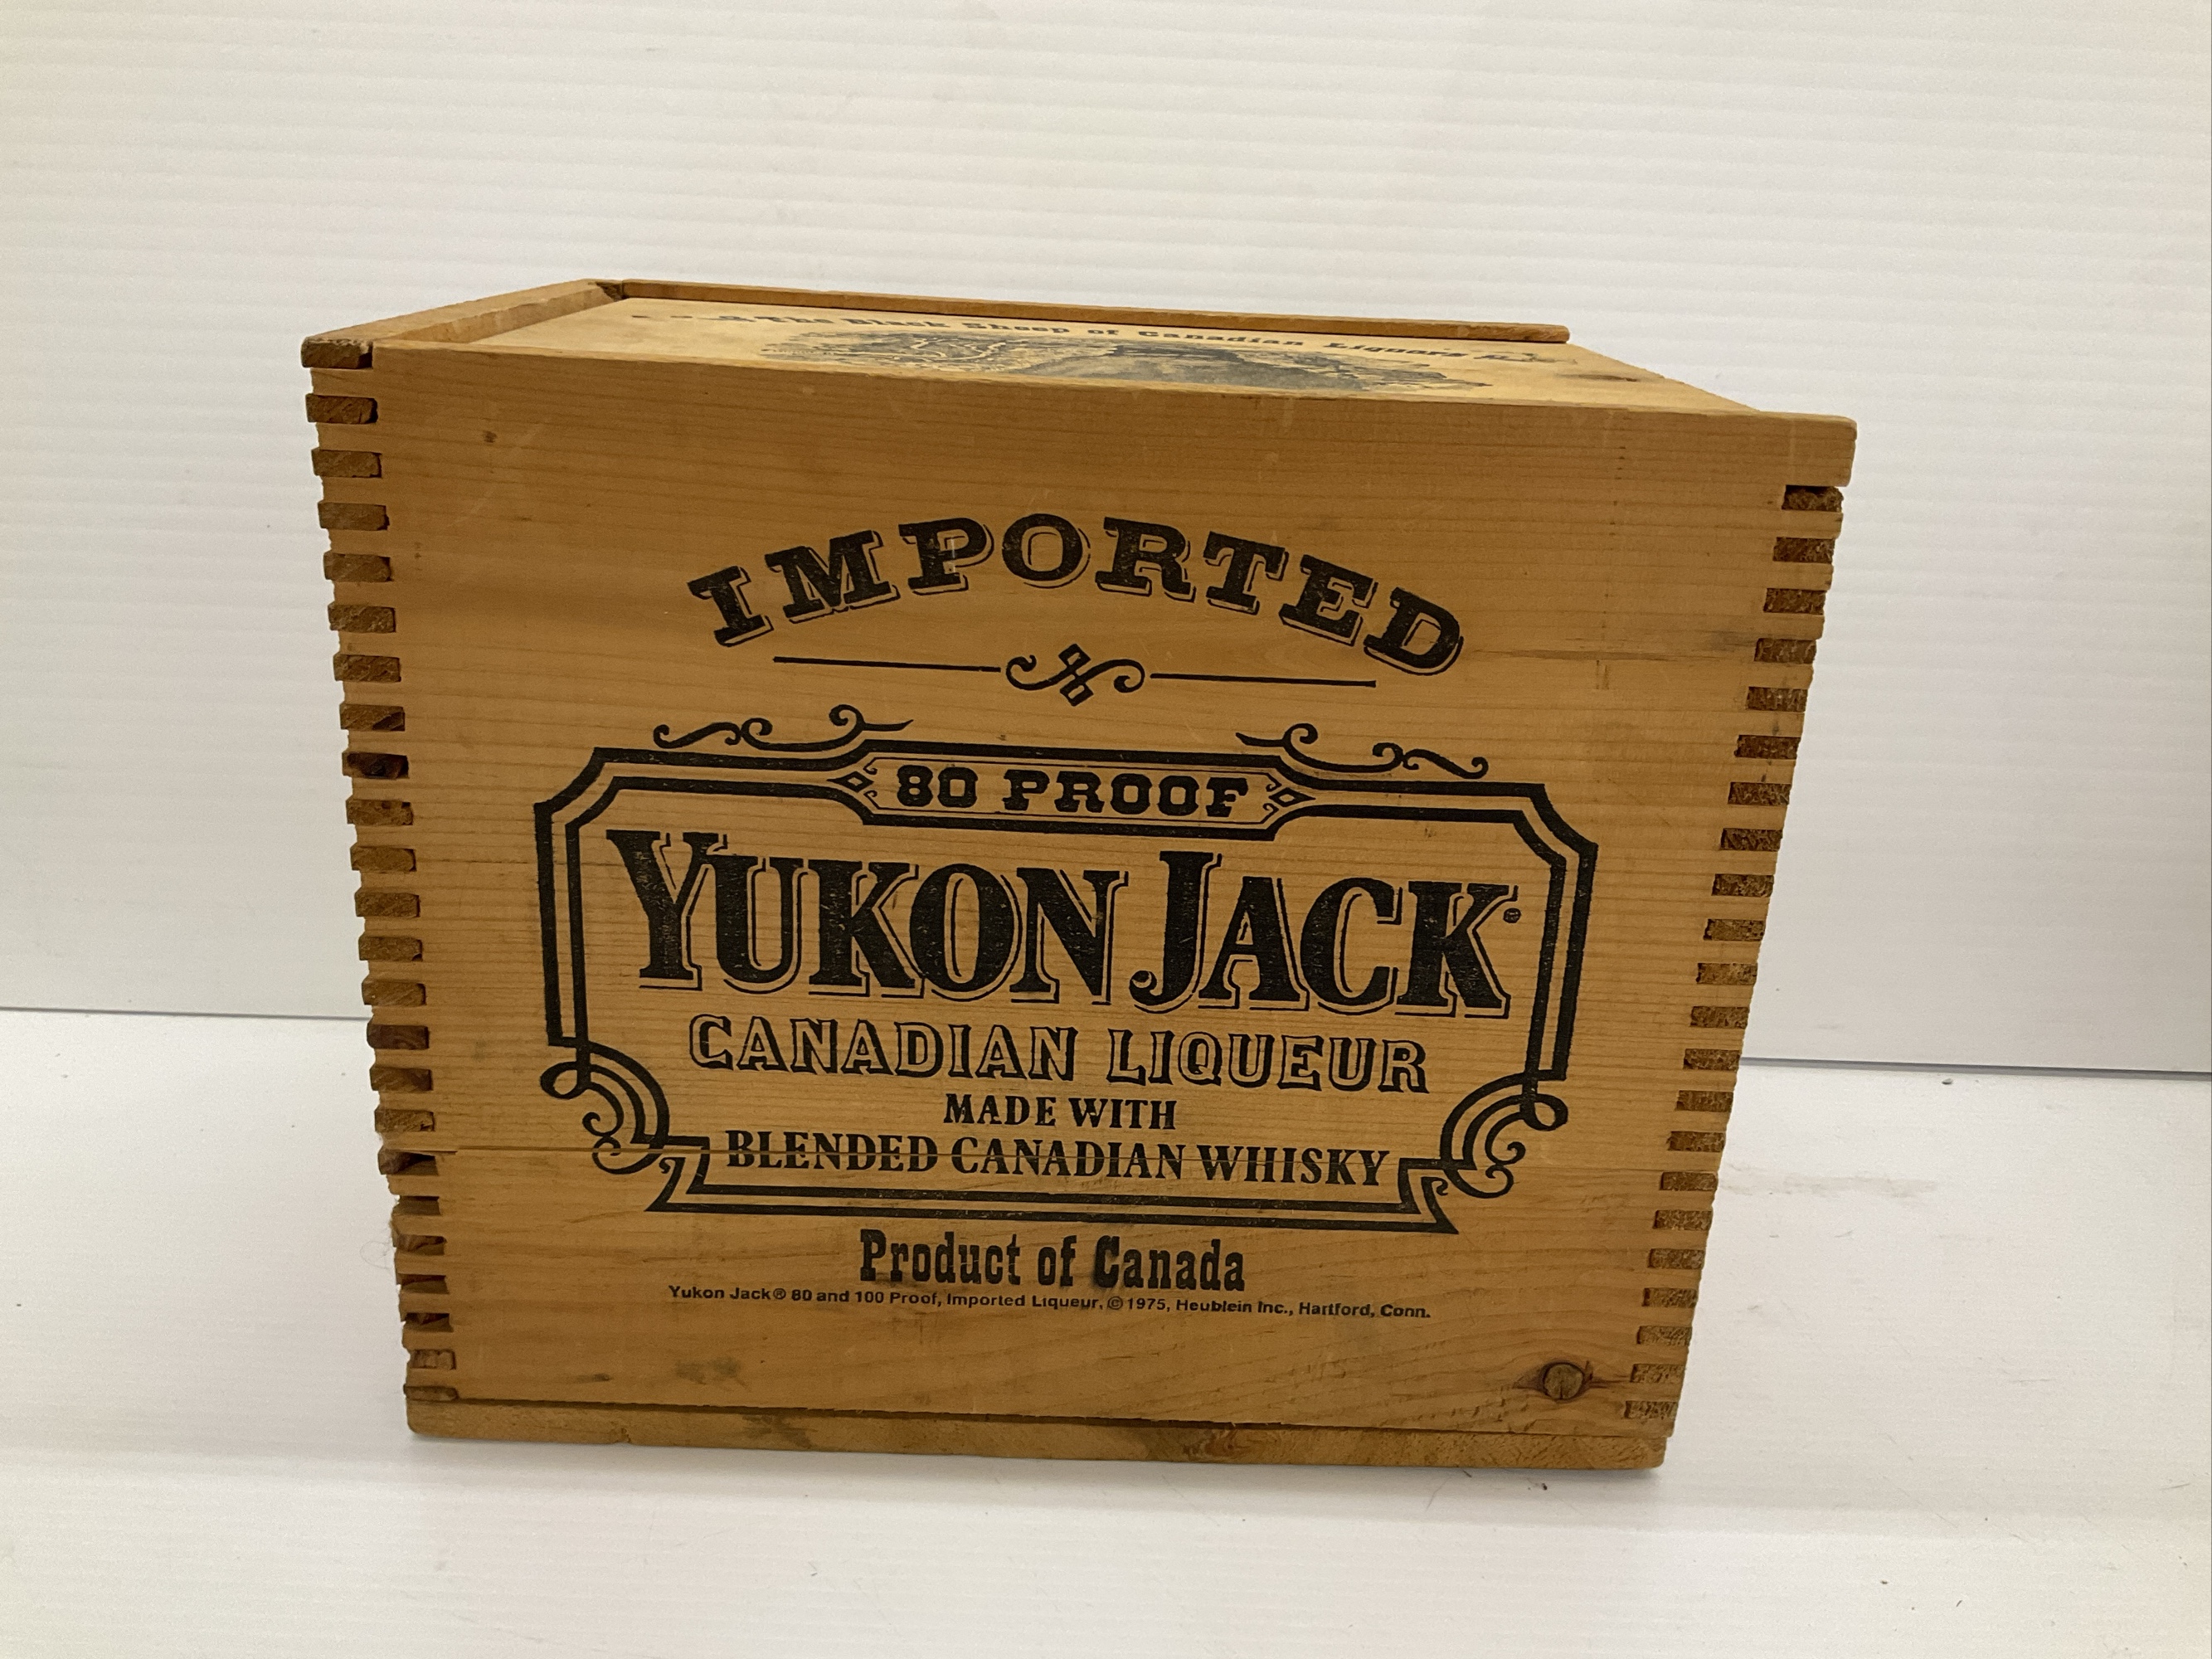 The Black Sheep of Canadian Liquors
IMPORTED
80 PROOF
YUKON JACK®
CANADIAN LIQUEUR
MADE WITH
BLENDED CANADIAN WHISKY
Product of Canada
Yukon Jack® 80 and 100 Proof, Imported Liqueur, ©1975, Heublein Inc., Hartford, Conn.